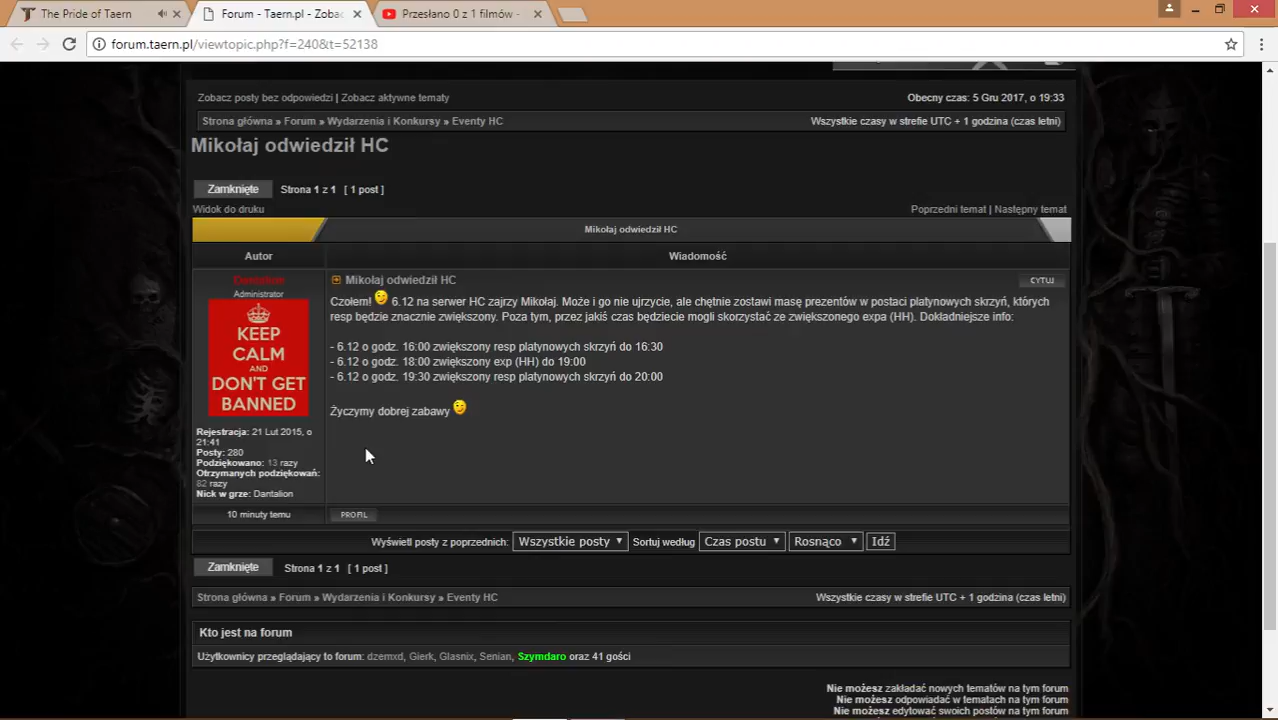 The Pride of Taern
Forum - Taern.pl - Zoba
Przesłano 0 z 1 filmów -
forum.taern.pl/viewtopic.php?f=240&t=52138
Zobacz posty bez odpowiedzi | Zobacz aktywne tematy
Obecny czas: 5 Gru 2017, o 19:33
Strona główna » Forum » Wydarzenia i Konkursy » Eventy HC
Wszystkie czasy w strefie UTC + 1 godzina (czas letni)
Mikołaj odwiedził HC
Zamknięte
Strona 1 z 1 [ 1 post ]
Widok do druku
Poprzedni temat | Następny temat
Mikołaj odwiedził HC
Autor
Wiadomość
Dantalion
Administrator
KEEP
CALM
AND
DON'T GET
BANNED
Rejestracja: 21 Lut 2015, o
21:41
Posty: 280
Podziękowano: 13 razy
Otrzymanych podziękowań:
82 razy
Nick w grze: Dantalion
Mikołaj odwiedził HC
CYTUJ
Czołem! 6.12 na serwer HC zajrzy Mikołaj. Może i go nie ujrzycie, ale chętnie zostawi masę prezentów w postaci platynowych skrzyń, których
resp będzie znacznie zwiększony. Poza tym, przez jakiś czas będziecie mogli skorzystać ze zwiększonego expa (HH). Dokładniejsze info:
- 6.12 o godz. 16:00 zwiększony resp platynowych skrzyń do 16:30
- 6.12 o godz. 18:00 zwiększony exp (HH) do 19:00
- 6.12 o godz. 19:30 zwiększony resp platynowych skrzyń do 20:00
Życzymy dobrej zabawy
10 minuty temu
PROFIL
Wyświetl posty z poprzednich: Wszystkie posty Sortuj według Czas postu Rosnąco Idź
Zamknięte
Strona 1 z 1 [ 1 post ]
Strona główna » Forum » Wydarzenia i Konkursy » Eventy HC
Wszystkie czasy w strefie UTC + 1 godzina (czas letni)
Kto jest na forum
Użytkownicy przeglądający to forum: dzemxd, Gierk, Glasnix, Senian, Szymdaro oraz 41 gości
Nie możesz zakładać nowych tematów na tym forum
Nie możesz odpowiadać w tematach na tym forum
Nie możesz edytować swoich postów na tym forum